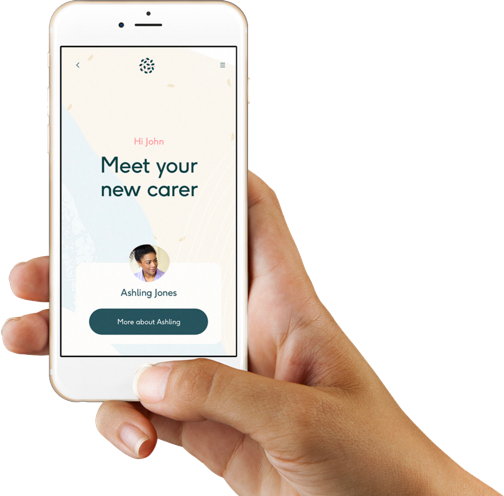 Hi John
Meet your
new carer
Ashling Jones
More about Ashling